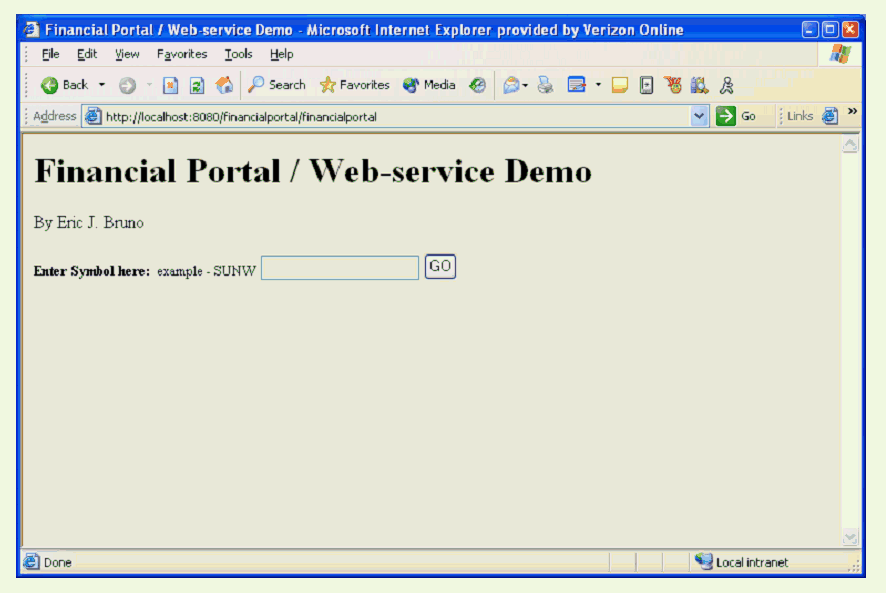 Financial Portal / Web-service Demo - Microsoft Internet Explorer provided by Verizon Online
File Edit View Favorites Tools Help
Back Search Favorites Media
Address http://localhost:8080/financialportal/financialportal Go Links »
Financial Portal / Web-service Demo
By Eric J. Bruno
Enter Symbol here: example - SUNW GO
Done Local intranet